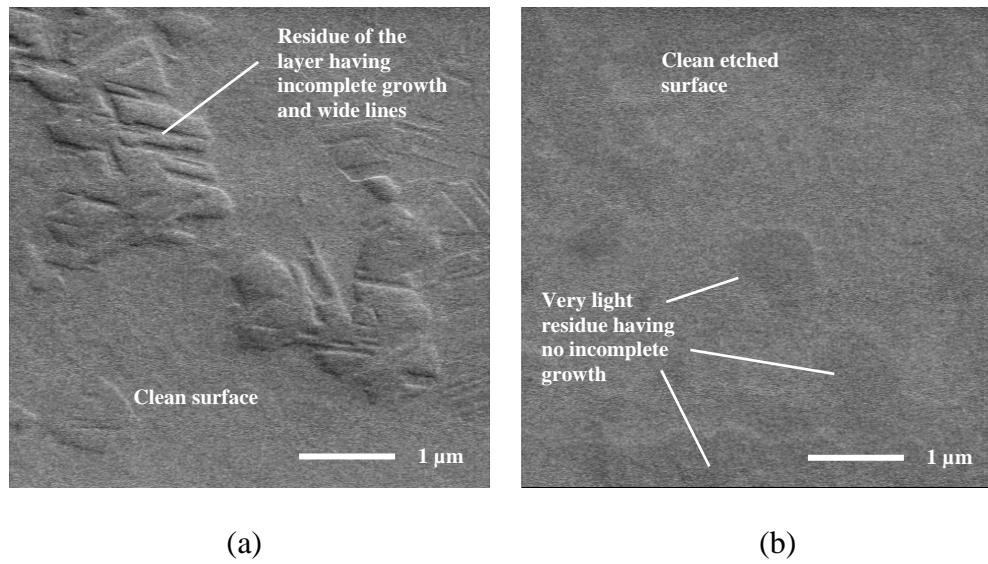 Residue of the
layer having
incomplete growth
and wide lines
Clean surface
1 µm
Clean etched
surface
Very light
residue having
no incomplete
growth
1 µm
(a)
(b)